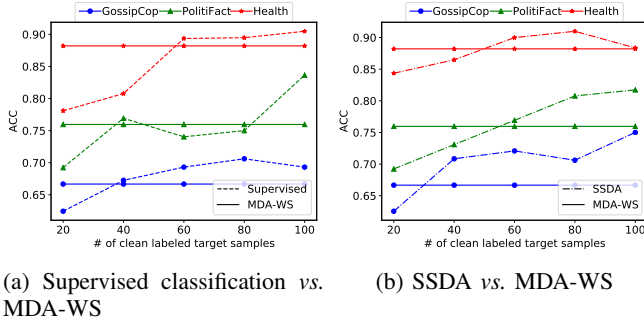 GossipCop PolitiFact Health
0.90
0.85
0.80
0.75
0.70
0.65
ACC
Supervised
MDA-WS
20 40 60 80 100
# of clean labeled target samples
(a) Supervised classification vs.
MDA-WS
GossipCop PolitiFact Health
0.90
0.85
0.80
0.75
0.70
0.65
ACC
SSDA
MDA-WS
20 40 60 80 100
# of clean labeled target samples
(b) SSDA vs. MDA-WS